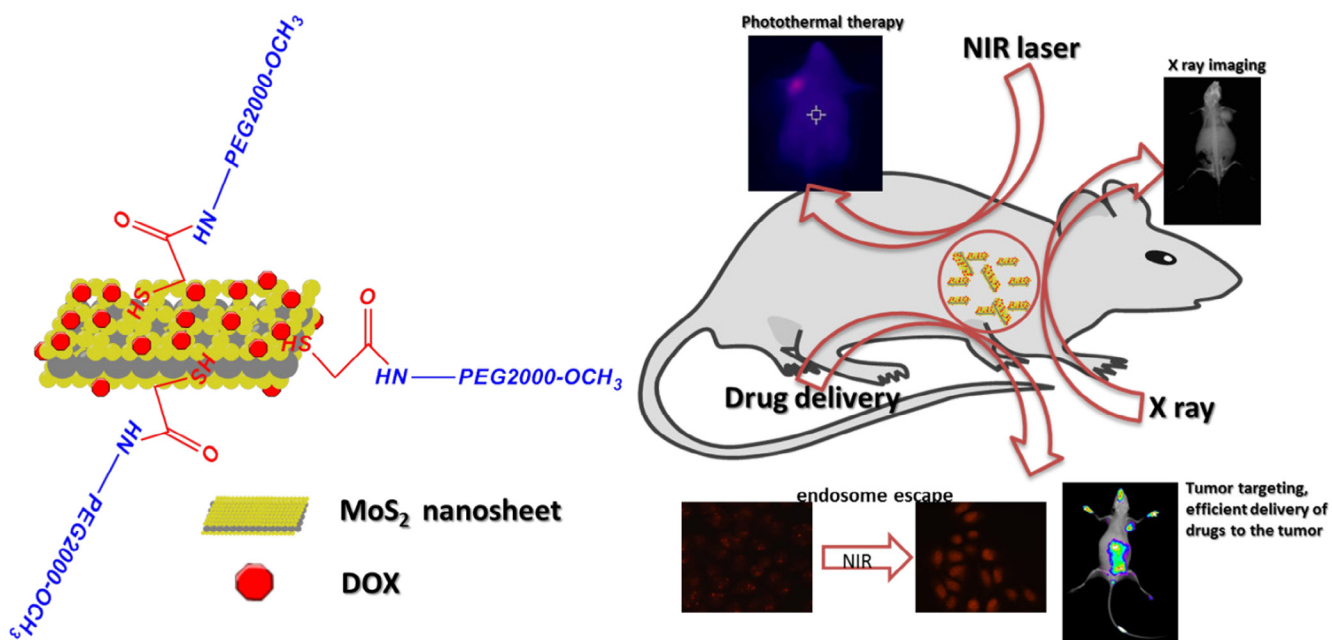 PEG2000-OCH₃
HN
O
HS
O
HS
HN
PEG2000-OCH₃
SH
O
HN
PEG2000-OCH₃
MoS₂ nanosheet
DOX
Photothermal therapy
NIR laser
X ray imaging
Drug delivery
X ray
endosome escape
NIR
Tumor targeting,
efficient delivery of
drugs to the tumor